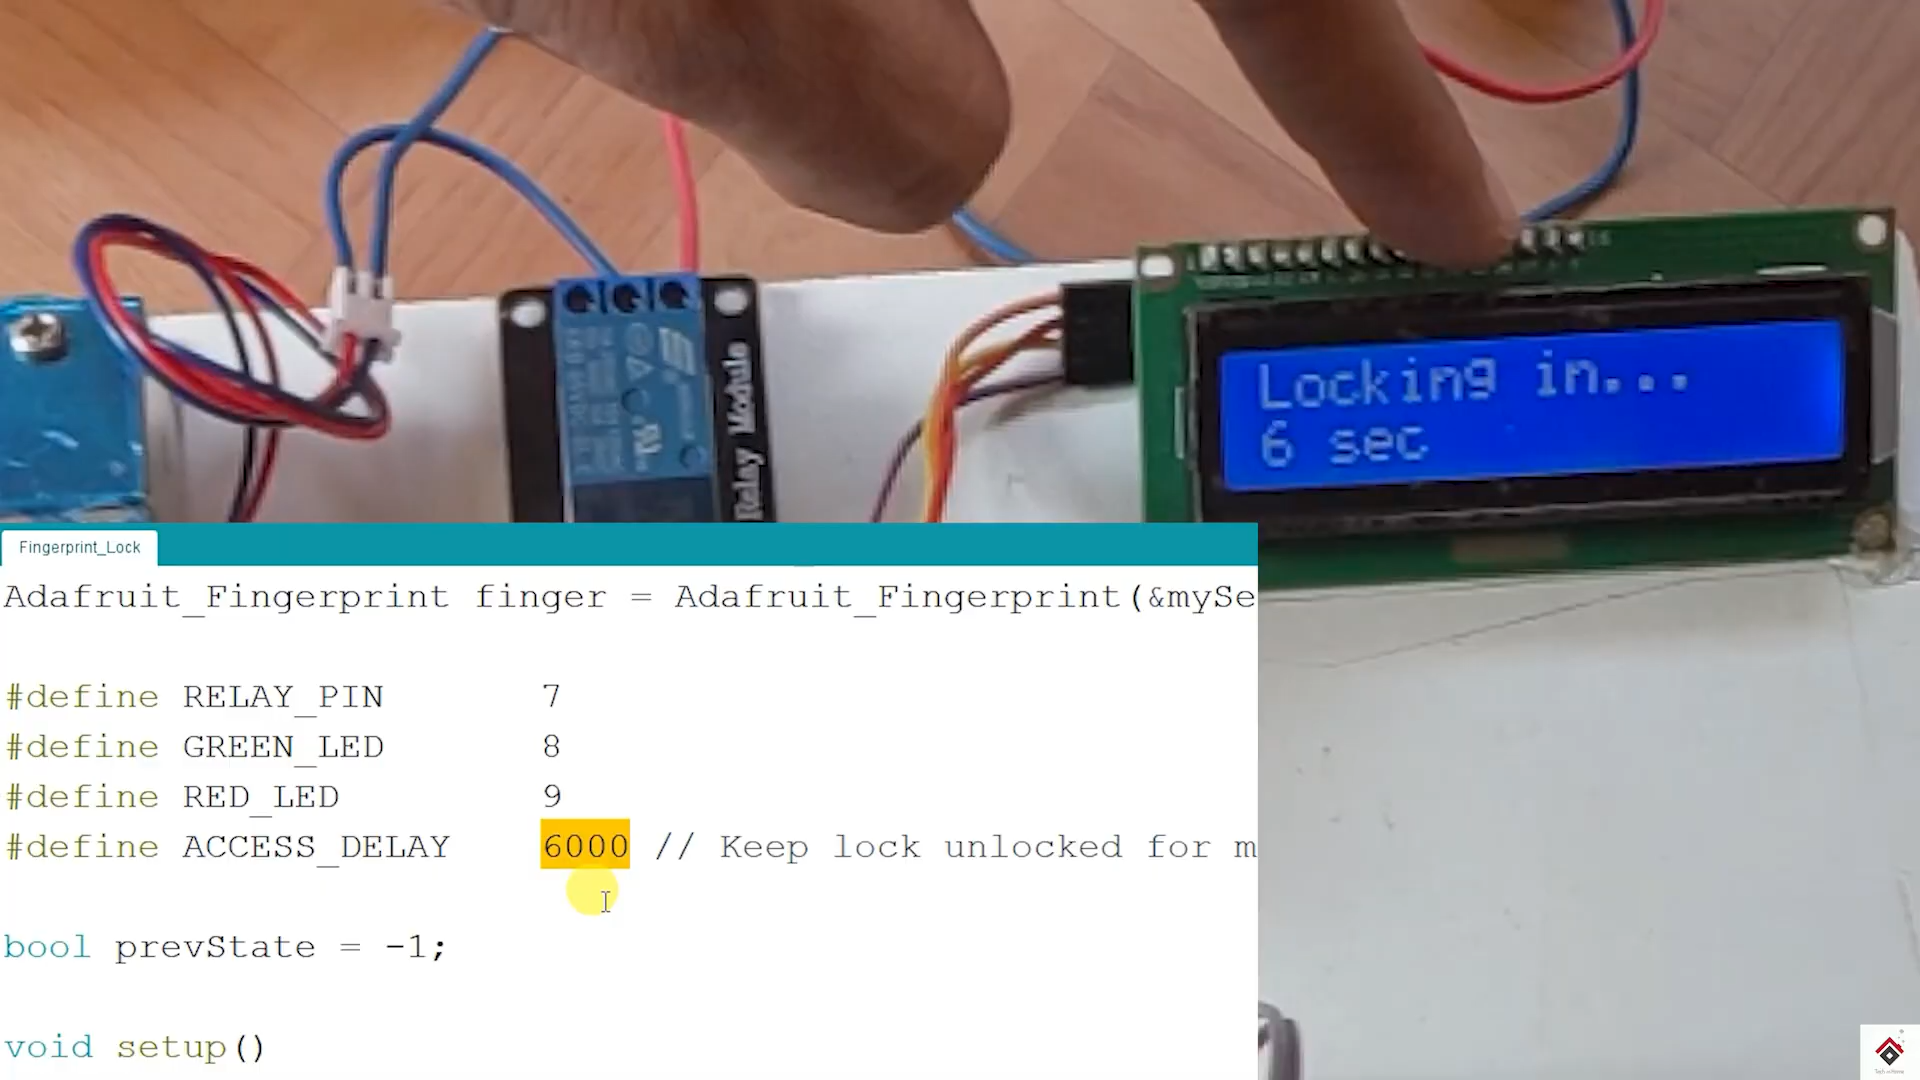 Relay Module
Locking in...
6 sec
Fingerprint_Lock
Adafruit_Fingerprint finger = Adafruit_Fingerprint(&mySe
#define RELAY_PIN 7
#define GREEN_LED 8
#define RED_LED 9
#define ACCESS_DELAY 6000 // Keep lock unlocked for m
bool prevState = -1;
void setup()